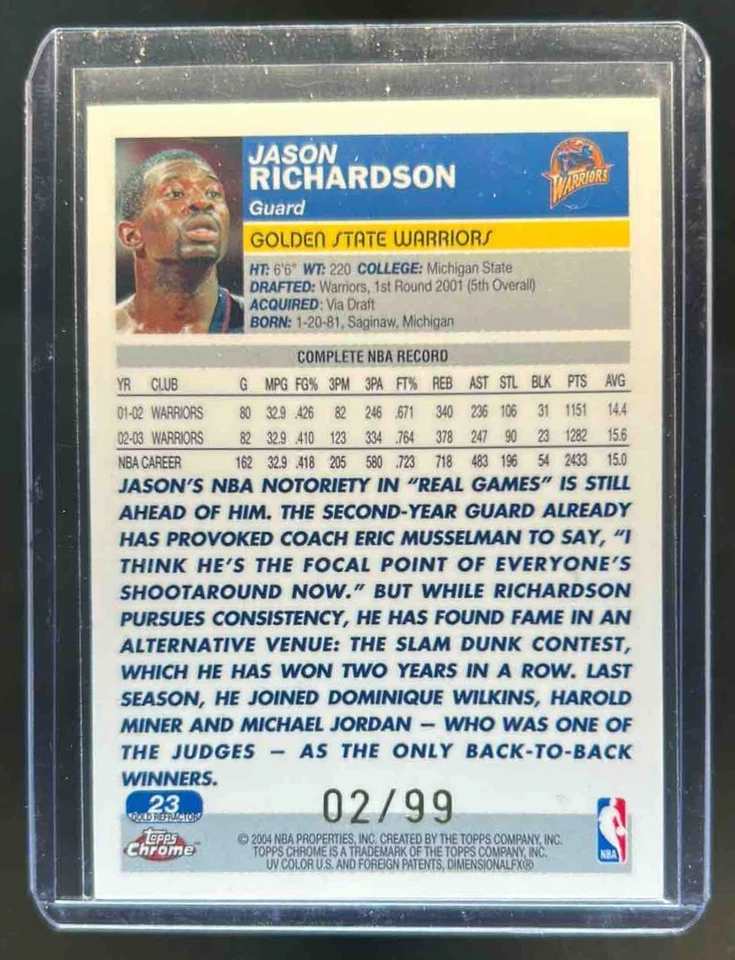 JASON
RICHARDSON
Guard
WARRIORS
GOLDEN STATE WARRIORS
HT: 6'6" WT: 220 COLLEGE: Michigan State
DRAFTED: Warriors, 1st Round 2001 (5th Overall)
ACQUIRED: Via Draft
BORN: 1-20-81, Saginaw, Michigan
COMPLETE NBA RECORD
YR CLUB G MPG FG% 3PM 3PA FT% REB AST STL BLK PTS AVG
01-02 WARRIORS 80 32.9 .426 82 246 .671 340 236 106 31 1151 14.4
02-03 WARRIORS 82 32.9 .410 123 334 .764 378 247 90 23 1282 15.6
NBA CAREER 162 32.9 .418 205 580 .723 718 483 196 54 2433 15.0
JASON'S NBA NOTORIETY IN "REAL GAMES" IS STILL
AHEAD OF HIM. THE SECOND-YEAR GUARD ALREADY
HAS PROVOKED COACH ERIC MUSSELMAN TO SAY, "I
THINK HE'S THE FOCAL POINT OF EVERYONE'S
SHOOTAROUND NOW." BUT WHILE RICHARDSON
PURSUES CONSISTENCY, HE HAS FOUND FAME IN AN
ALTERNATIVE VENUE: THE SLAM DUNK CONTEST,
WHICH HE HAS WON TWO YEARS IN A ROW. LAST
SEASON, HE JOINED DOMINIQUE WILKINS, HAROLD
MINER AND MICHAEL JORDAN – WHO WAS ONE OF
THE JUDGES – AS THE ONLY BACK-TO-BACK
WINNERS.
23
GOLD REFRACTOR
02/99
Topps
Chrome™
© 2004 NBA PROPERTIES, INC. CREATED BY THE TOPPS COMPANY, INC.
TOPPS CHROME IS A TRADEMARK OF THE TOPPS COMPANY, INC.
UV COLOR U.S. AND FOREIGN PATENTS, DIMENSIONALFX®
NBA